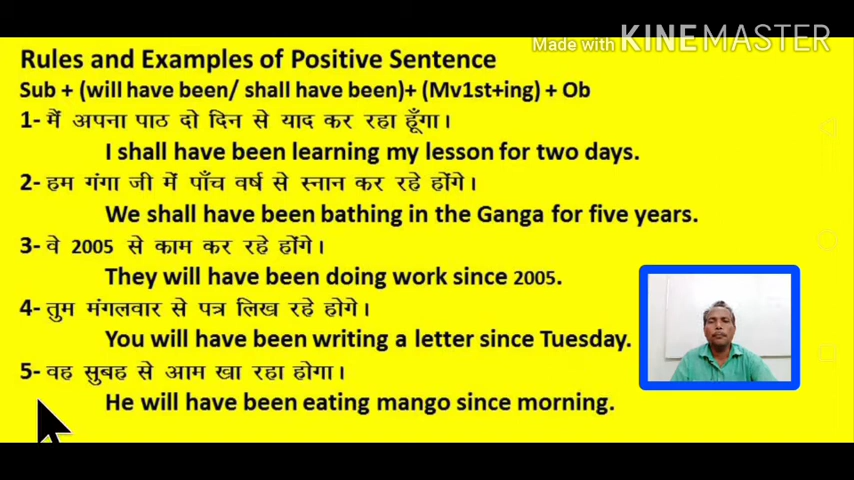 Made with KINEMASTER
Rules and Examples of Positive Sentence
Sub + (will have been/ shall have been)+ (Mv1st+ing) + Ob
1- मैं अपना पाठ दो दिन से याद कर रहा हूँगा।
I shall have been learning my lesson for two days.
2- हम गंगा जी में पाँच वर्ष से स्नान कर रहे होंगे।
We shall have been bathing in the Ganga for five years.
3- वे 2005 से काम कर रहे होंगे।
They will have been doing work since 2005.
4- तुम मंगलवार से पत्र लिख रहे होगे।
You will have been writing a letter since Tuesday.
5- वह सुबह से आम खा रहा होगा।
He will have been eating mango since morning.